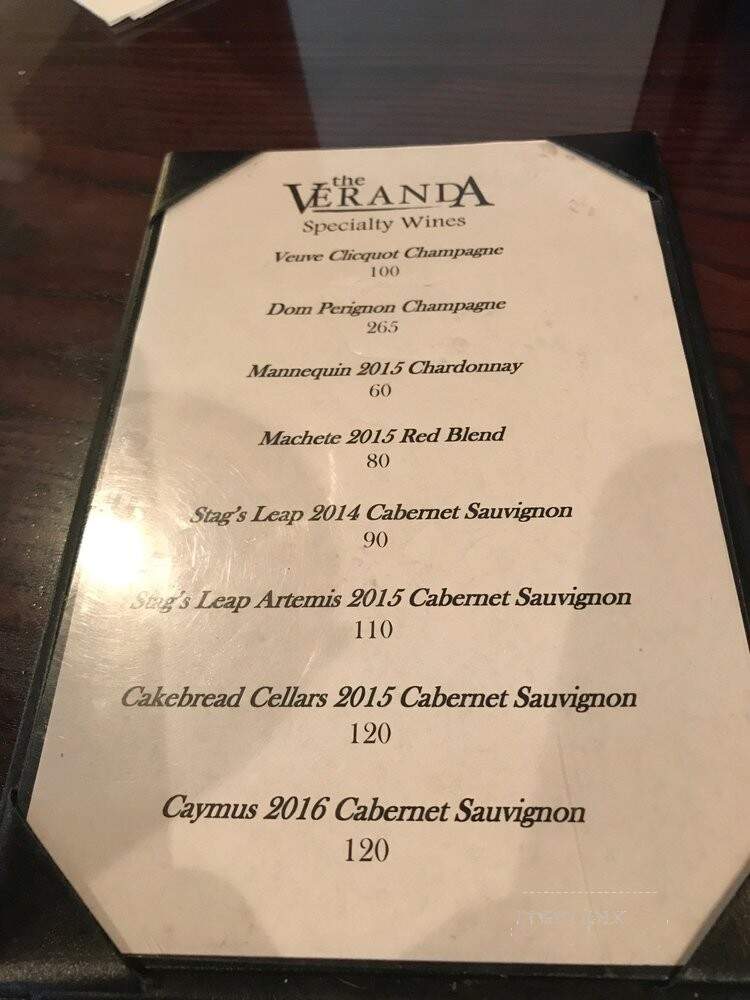 the
VERANDA
Specialty Wines
Veuve Clicquot Champagne
100
Dom Perignon Champagne
265
Mannequin 2015 Chardonnay
60
Machete 2015 Red Blend
80
Stag's Leap 2014 Cabernet Sauvignon
90
Stag's Leap Artemis 2015 Cabernet Sauvignon
110
Cakebread Cellars 2015 Cabernet Sauvignon
120
Caymus 2016 Cabernet Sauvignon
120